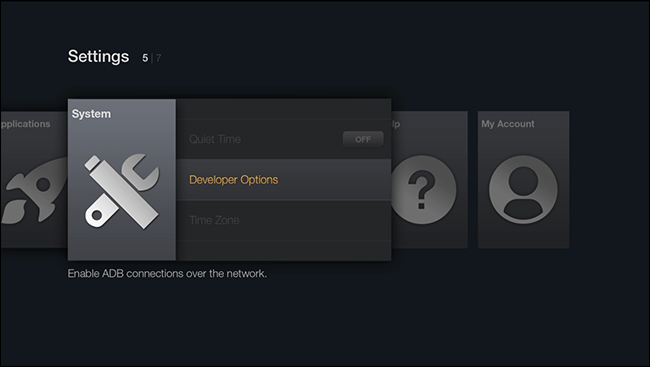 Settings 5 | 7
pplications
System
lp
My Account
Quiet Time OFF
Developer Options
Time Zone
Enable ADB connections over the network.